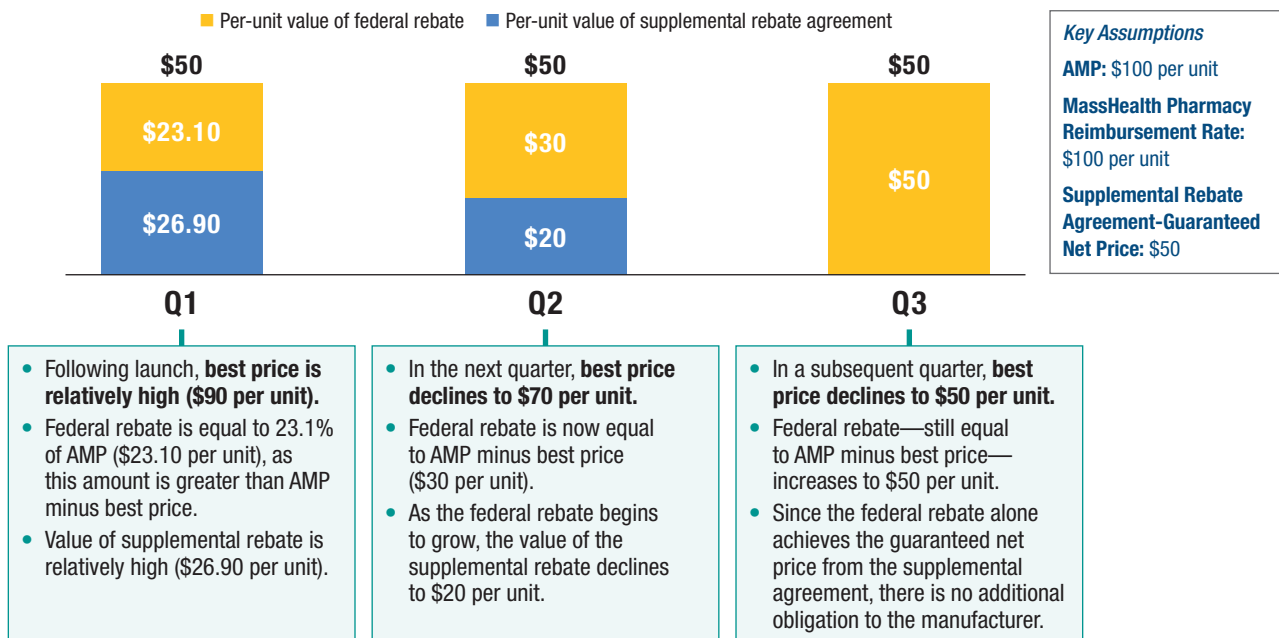 Per-unit value of federal rebate
Per-unit value of supplemental rebate agreement
$50
$23.10
$26.90
Q1
$50
$30
$20
Q2
$50
$50
Q3
Key Assumptions
AMP: $100 per unit
MassHealth Pharmacy
Reimbursement Rate:
$100 per unit
Supplemental Rebate
Agreement-Guaranteed
Net Price: $50
• Following launch, best price is
relatively high ($90 per unit).
• Federal rebate is equal to 23.1%
of AMP ($23.10 per unit), as
this amount is greater than AMP
minus best price.
• Value of supplemental rebate is
relatively high ($26.90 per unit).
• In the next quarter, best price
declines to $70 per unit.
• Federal rebate is now equal
to AMP minus best price
($30 per unit).
• As the federal rebate begins
to grow, the value of the
supplemental rebate declines
to $20 per unit.
• In a subsequent quarter, best
price declines to $50 per unit.
• Federal rebate—still equal
to AMP minus best price—
increases to $50 per unit.
• Since the federal rebate alone
achieves the guaranteed net
price from the supplemental
agreement, there is no additional
obligation to the manufacturer.